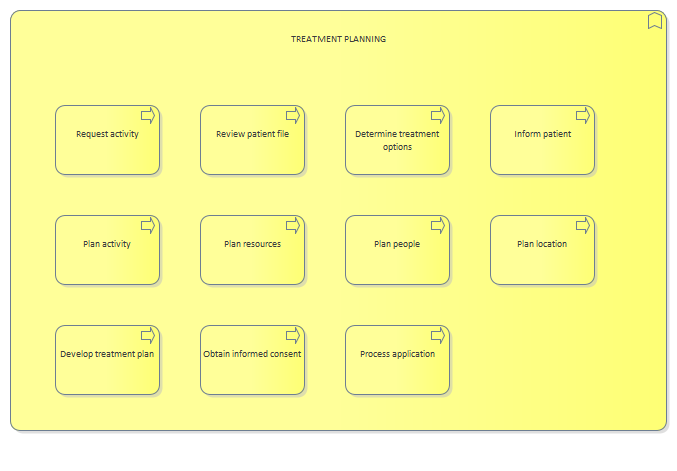 TREATMENT PLANNING
Request activity
Review patient file
Determine treatment
options
Inform patient
Plan activity
Plan resources
Plan people
Plan location
Develop treatment plan
Obtain informed consent
Process application